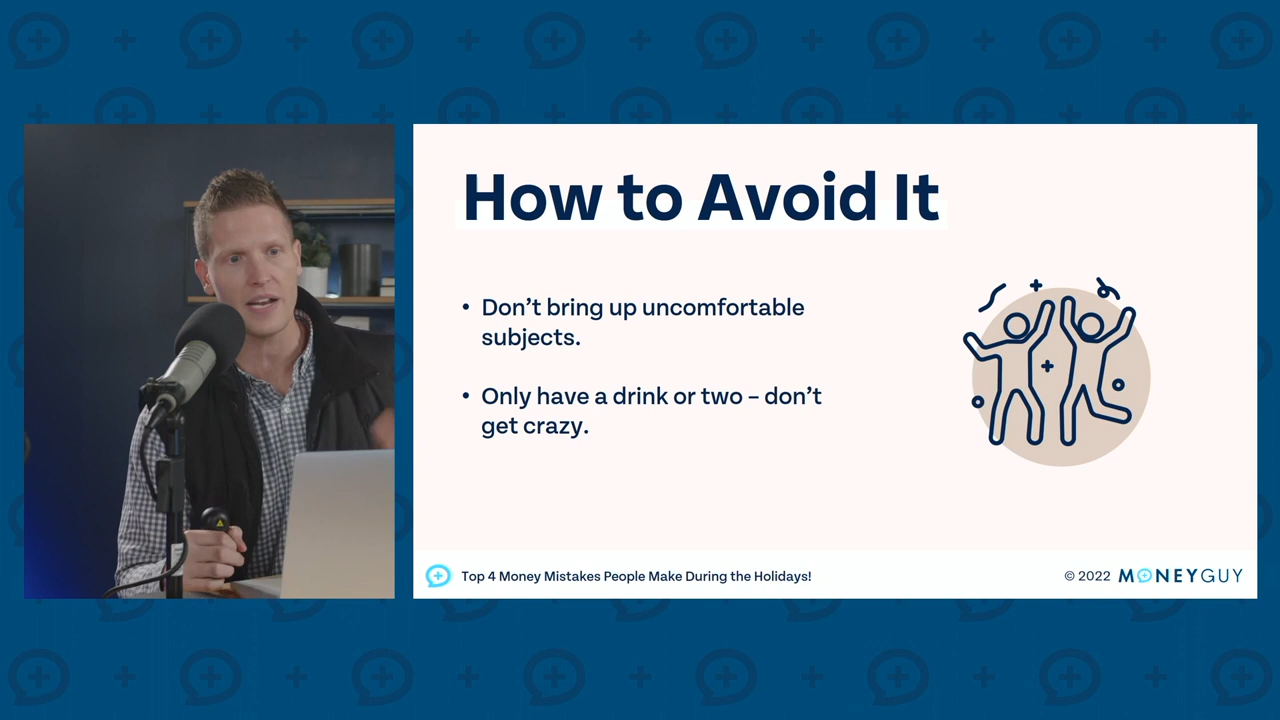 How to Avoid It
• Don’t bring up uncomfortable
subjects.
• Only have a drink or two – don’t
get crazy.
Top 4 Money Mistakes People Make During the Holidays!
© 2022 MONEYGUY